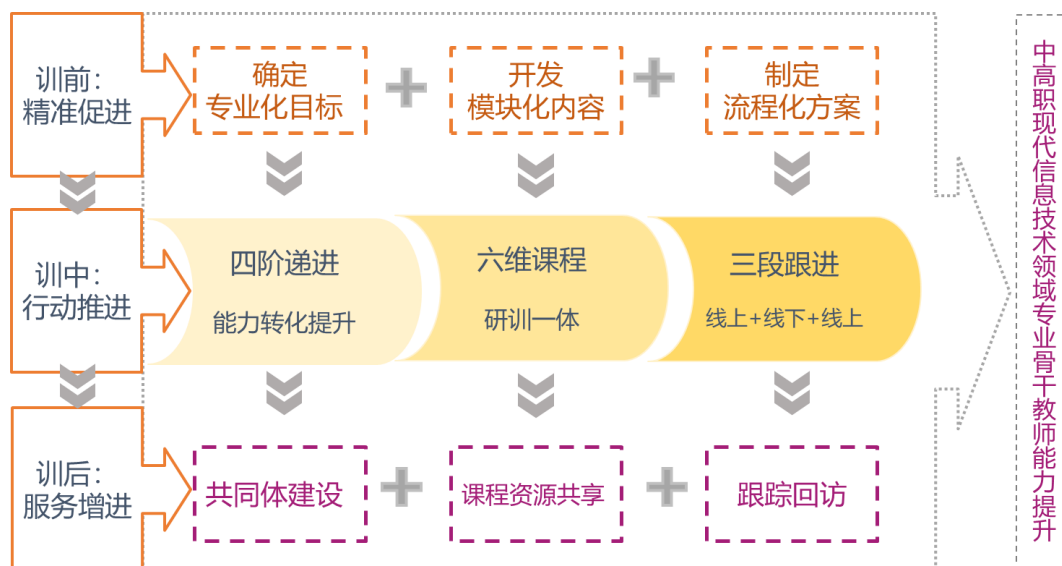 训前：
精准促进
确定
专业化目标
开发
模块化内容
制定
流程化方案
训中：
行动推进
四阶递进
能力转化提升
六维课程
研训一体
三段跟进
线上+线下+线上
训后：
服务增进
共同体建设
课程资源共享
跟踪回访
中高职现代信息技术领域专业骨干教师能力提升